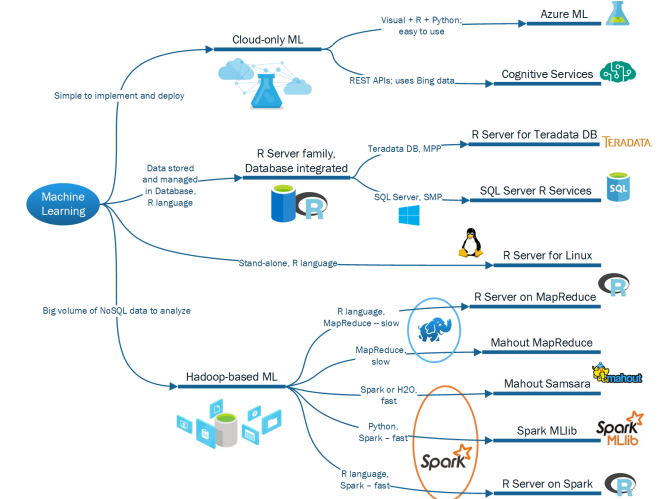 Visual + R + Python;
easy to use
Azure ML
Cloud-only ML
REST APIs; uses Bing data
Cognitive Services
Simple to implement and deploy
R Server family,
Database integrated
Teradata DB, MPP
R Server for Teradata DB
TERADATA.
Data stored
and managed
in Database,
R language
SQL Server, SMP
SQL Server R Services
SQL
R
Machine
Learning
Stand-alone, R language
R Server for Linux
Big volume of NoSQL data to analyze
R language,
MapReduce -- slow
R Server on MapReduce
R
MapReduce,
slow
Mahout MapReduce
Hadoop-based ML
Spark or H2O,
fast
Mahout Samsara
mahout
Python,
Spark – fast
Spark MLlib
Spark
MLlib
Spark
R language,
Spark – fast
R Server on Spark
R